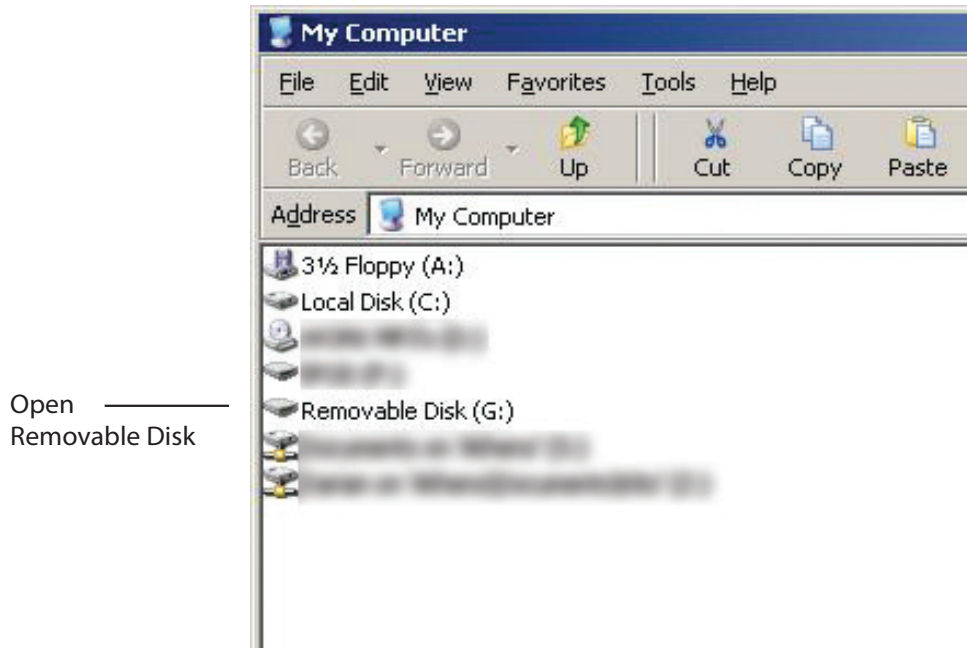 My Computer
File Edit View Favorites Tools Help
Back Forward Up Cut Copy Paste
Address My Computer
3½ Floppy (A:)
Local Disk (C:)
Removable Disk (G:)
Open
Removable Disk